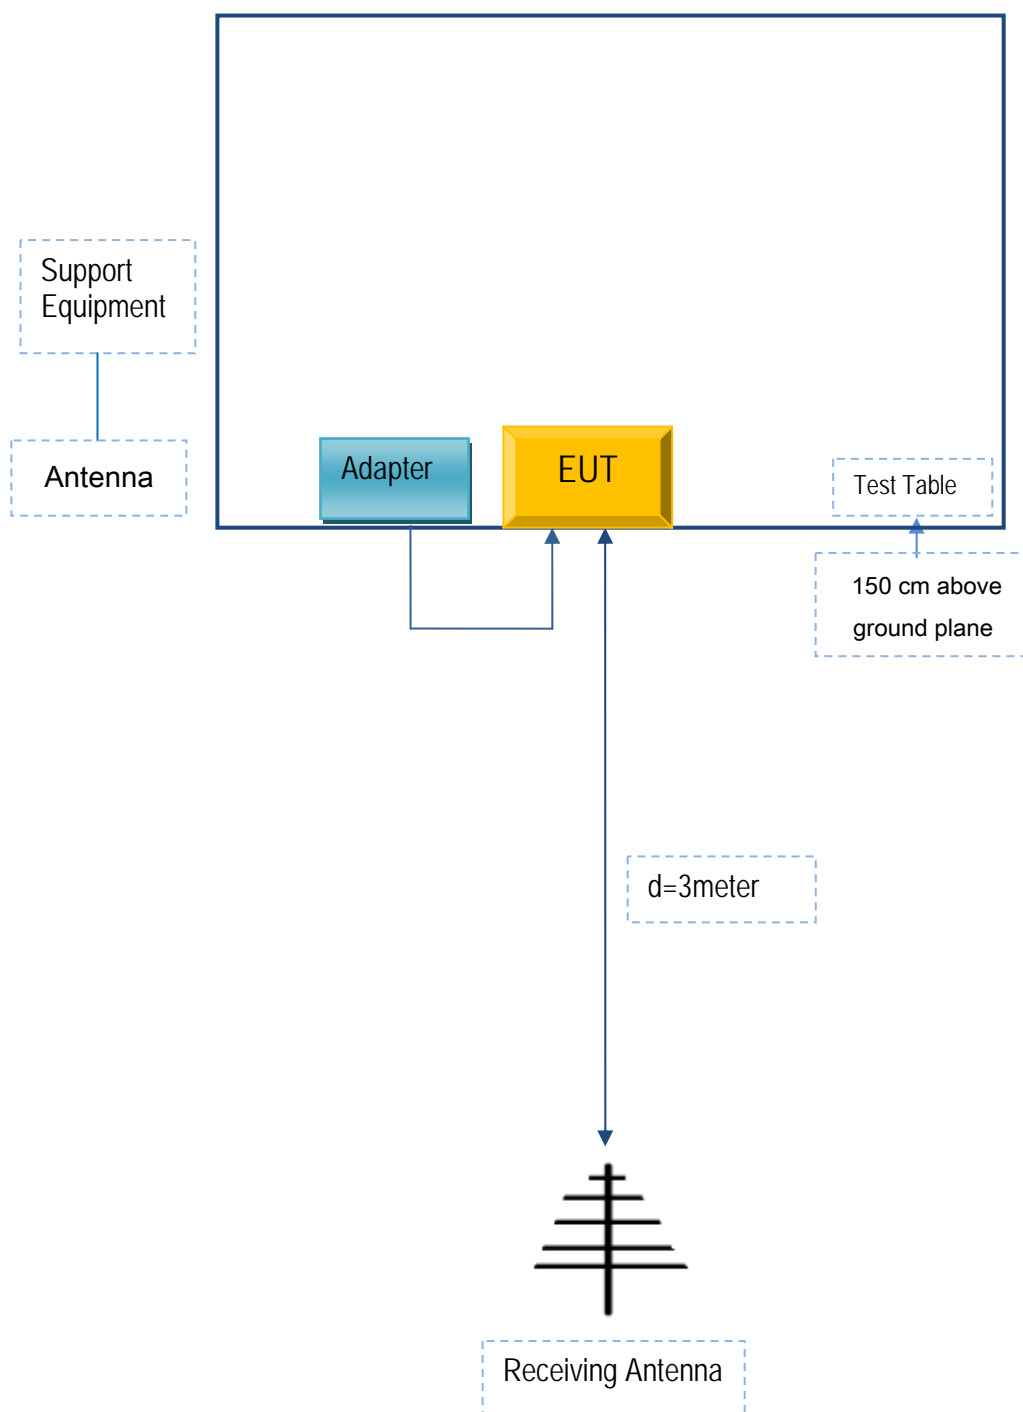 Support
Equipment
Antenna
Adapter
EUT
Test Table
150 cm above
ground plane
d=3meter
Receiving Antenna